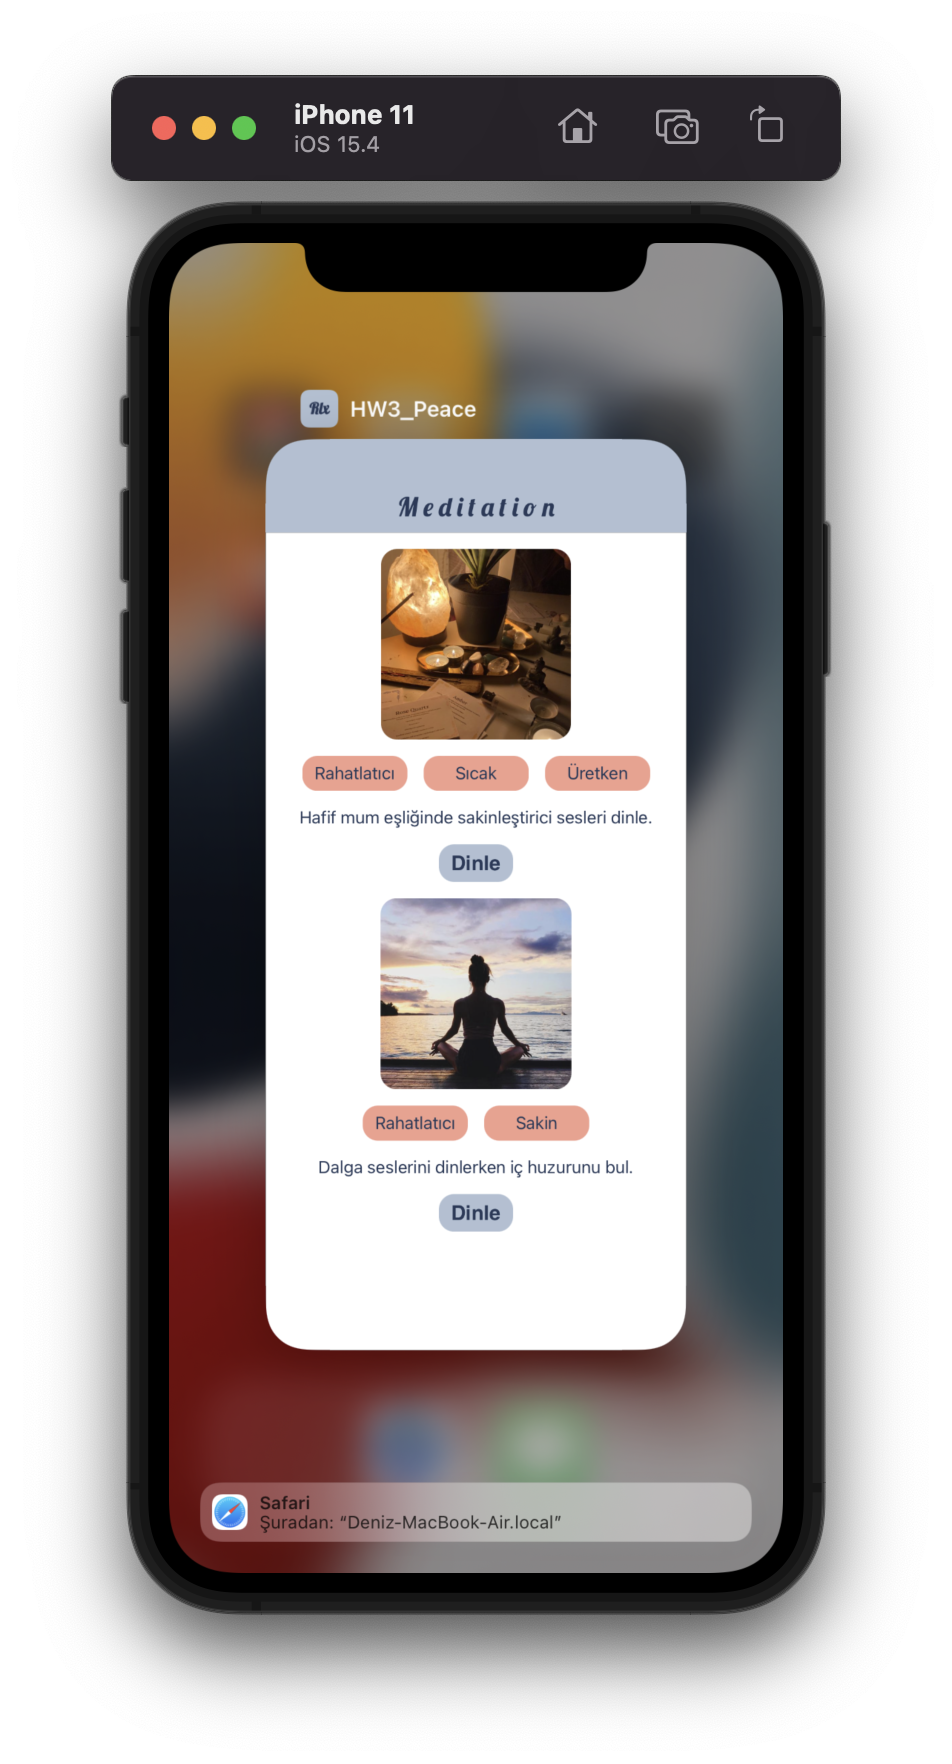 iPhone 11
iOS 15.4
Rlx HW3_Peace
Meditation
Rahatlatıcı Sıcak Üretken
Hafif mum eşliğinde sakinleştirici sesleri dinle.
Dinle
Rahatlatıcı Sakin
Dalga seslerini dinlerken iç huzurunu bul.
Dinle
Safari
Şuradan: “Deniz-MacBook-Air.local”